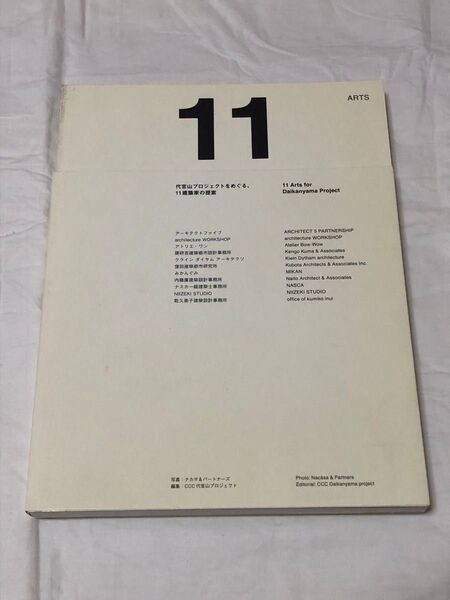 11
ARTS
代官山プロジェクトをめぐる、
11建築家の提案
11 Arts for
Daikanyama Project
アーキテクトファイブ
architecture WORKSHOP
アトリエ・ワン
隈研吾建築都市設計事務所
クライン ダイサム アーキテクツ
窪田建築都市研究所
みかんぐみ
内藤廣建築設計事務所
ナスカ一級建築士事務所
NIIZEKI STUDIO
乾久美子建築設計事務所
ARCHITECT 5 PARTNERSHIP
architecture WORKSHOP
Atelier Bow-Wow
Kengo Kuma & Associates
Klein Dytham architecture
Kubota Architects & Associates Inc.
MIKAN
Naito Architect & Associates
NASCA
NIIZEKI STUDIO
office of kumiko inui
写真:ナカサ&パートナーズ
編集:CCC代官山プロジェクト
Photo: Nacása & Partners
Editorial: CCC Daikanyama project